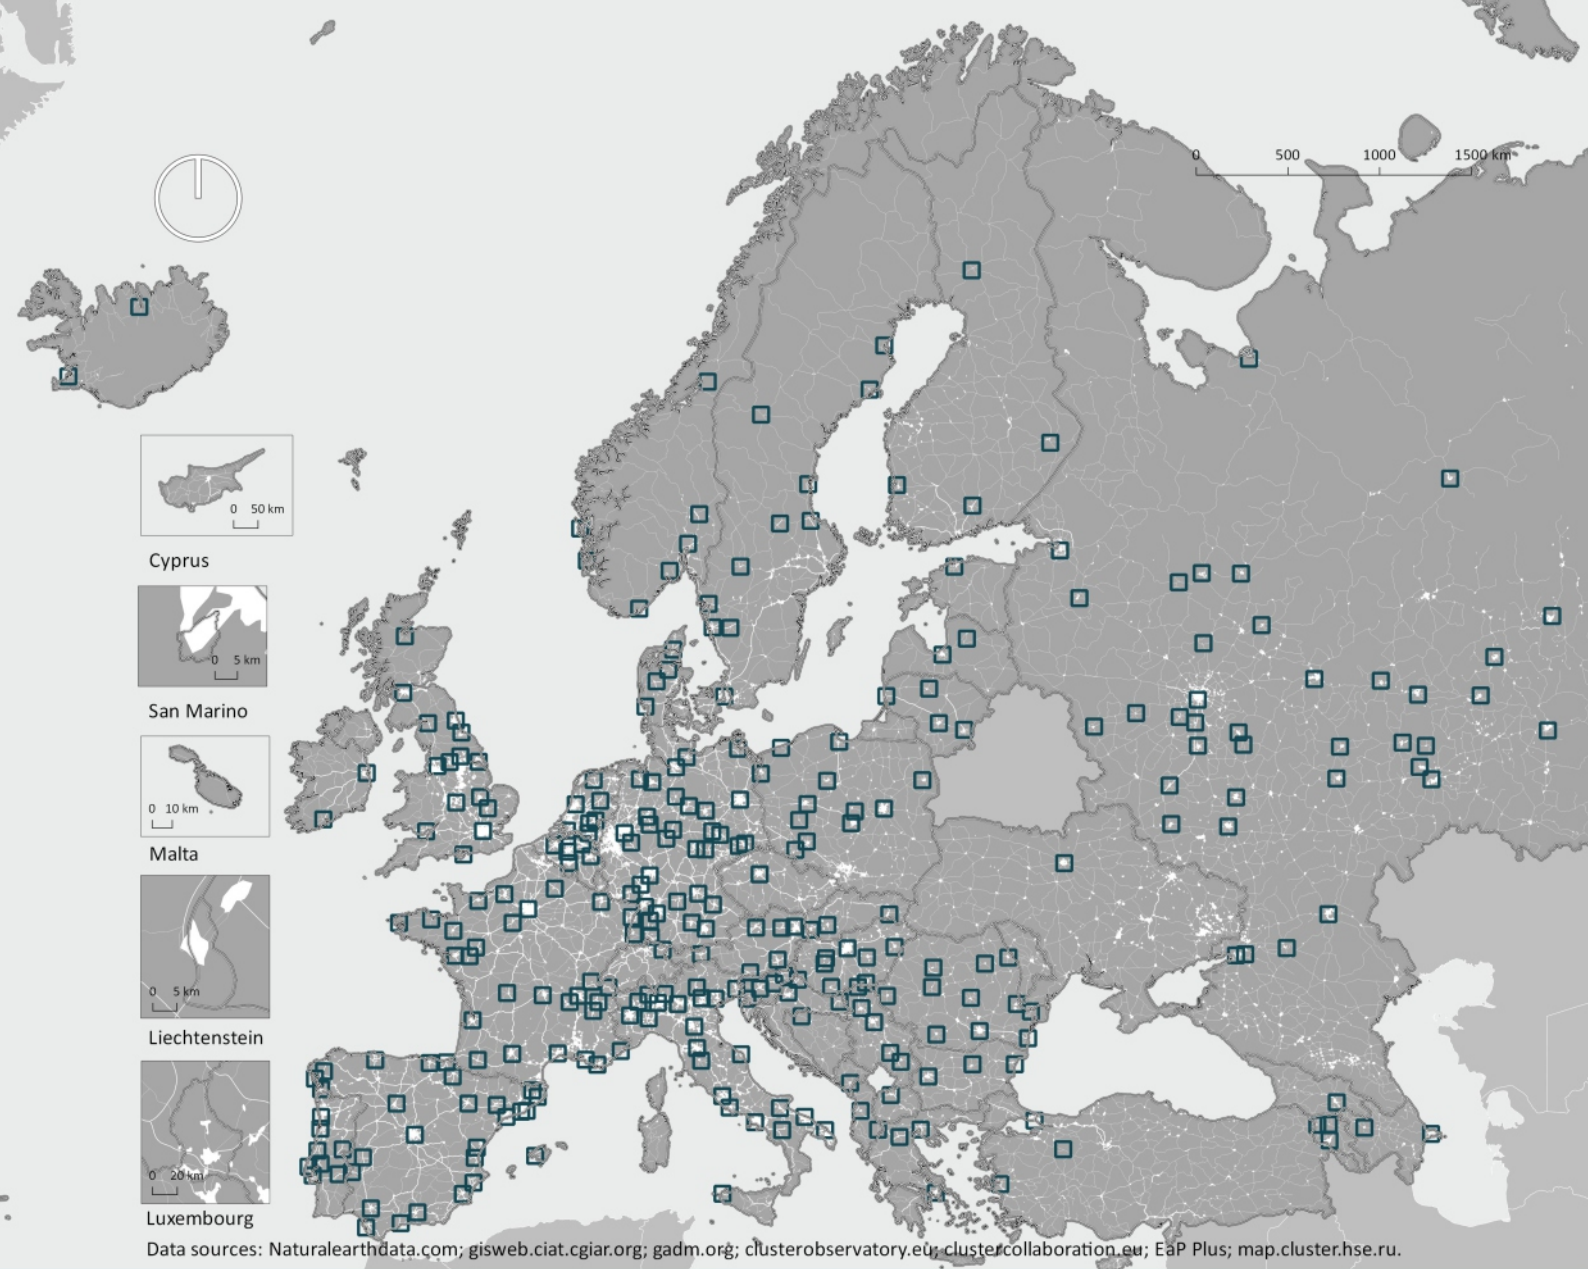 0 500 1000 1500 km
0 50 km
Cyprus
0 5 km
San Marino
0 10 km
Malta
0 5 km
Liechtenstein
0 20 km
Luxembourg
Data sources: Naturalearthdata.com; gisweb.ciat.cgiar.org; gadm.org; clusterobservatory.eu; clustercollaboration.eu; EaP Plus; map.cluster.hse.ru.